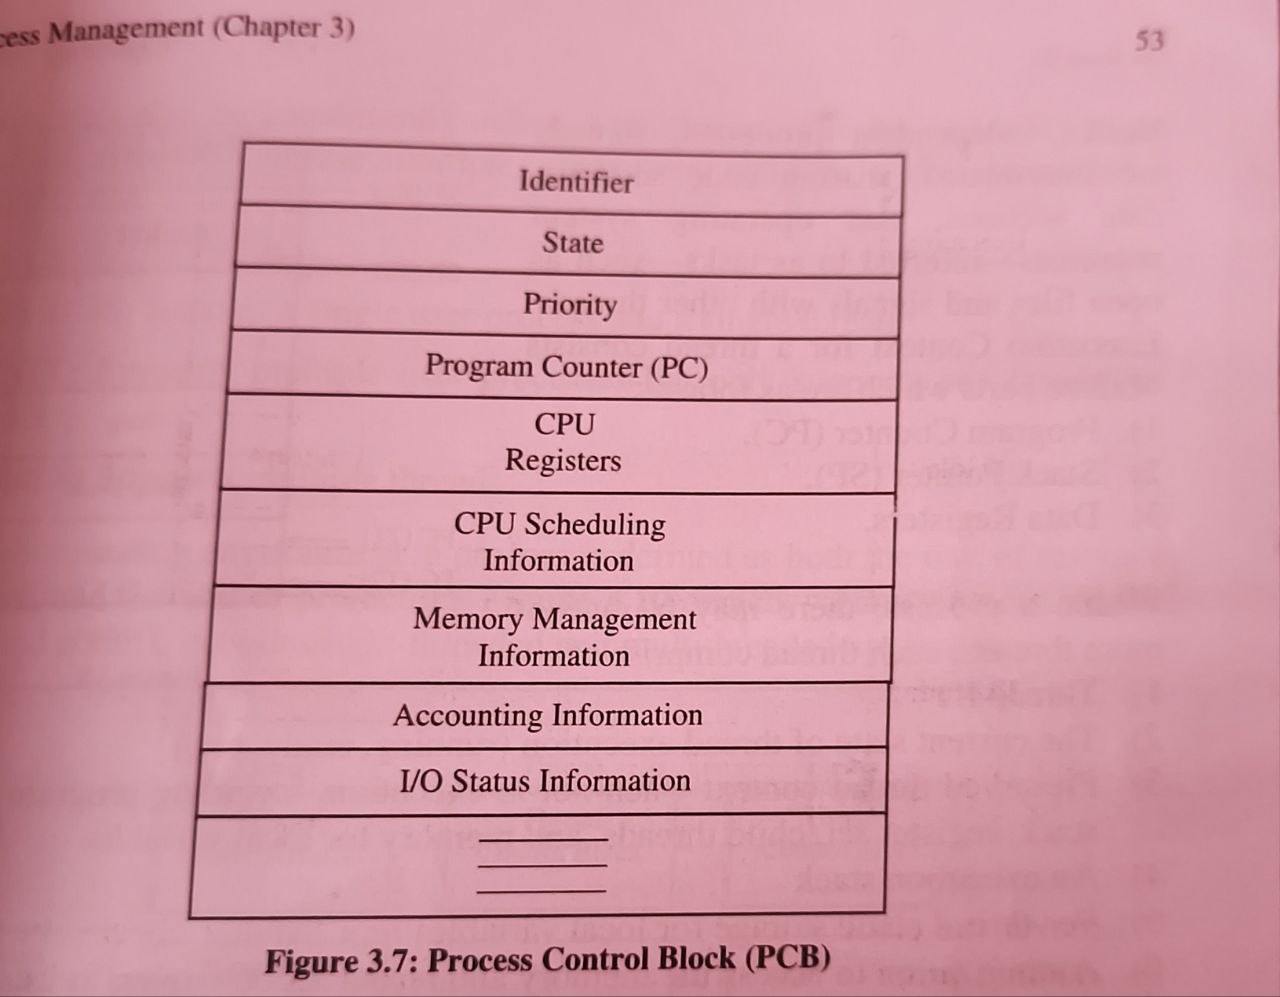 cess Management (Chapter 3)
53
Identifier
State
Priority
Program Counter (PC)
CPU
Registers
CPU Scheduling
Information
Memory Management
Information
Accounting Information
I/O Status Information
Figure 3.7: Process Control Block (PCB)